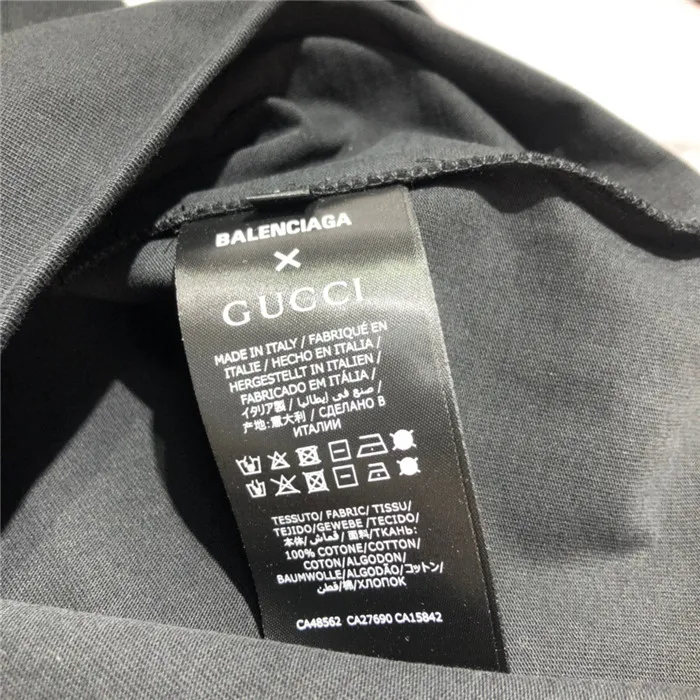 BALENCIAGA
×
GUCCI
MADE IN ITALY / FABRIQUÉ EN
ITALIE / HECHO EN ITALIA /
HERGESTELLT IN ITALIEN /
FABRICADO EM ITÁLIA /
イタリア製 / صنع في إيطاليا /
产地:意大利 / СДЕЛАНО В
ИТАЛИИ
TESSUTO/ FABRIC/ TISSU/
TEJIDO/GEWEBE /TECIDO/
本体/ قماش/ 面料/ТКАНЬ:
100% COTONE/COTTON/
COTON/ALGODON/
BAUMWOLLE/ ALGODÃO/コットン/
قطن/棉/ХЛОПОК
CA48562 CA27690 CA15842